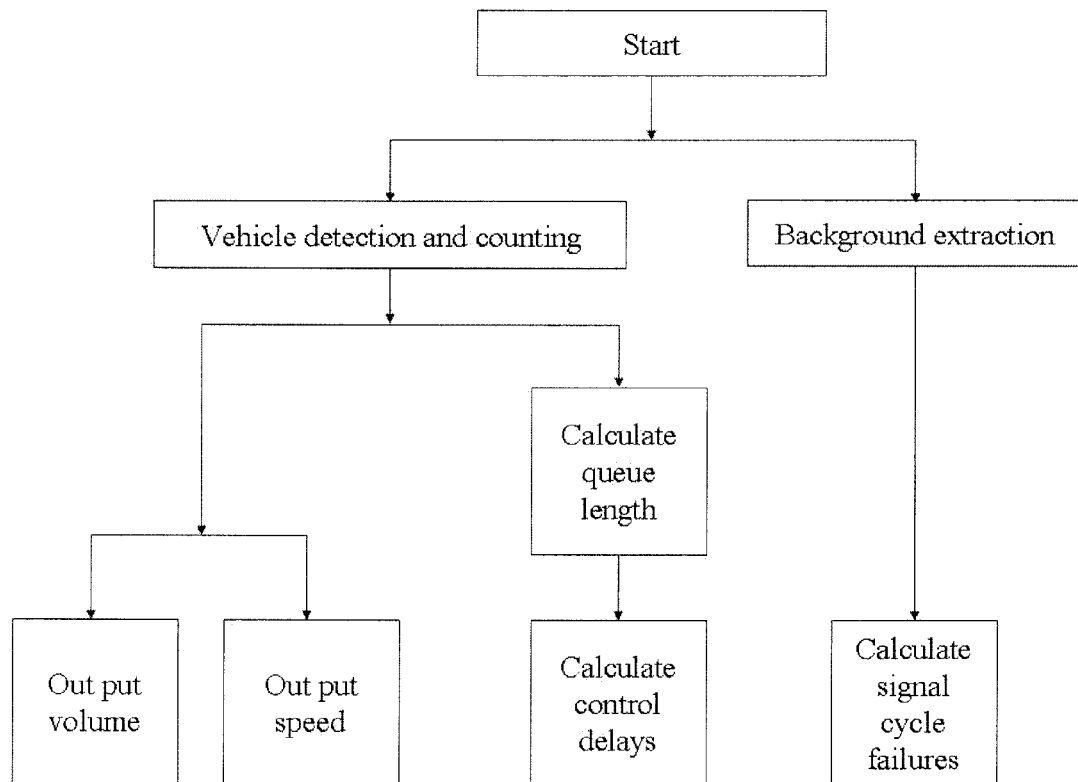 Start
Vehicle detection and counting
Background extraction
Calculate
queue
length
Out put
volume
Out put
speed
Calculate
control
delays
Calculate
signal
cycle
failures